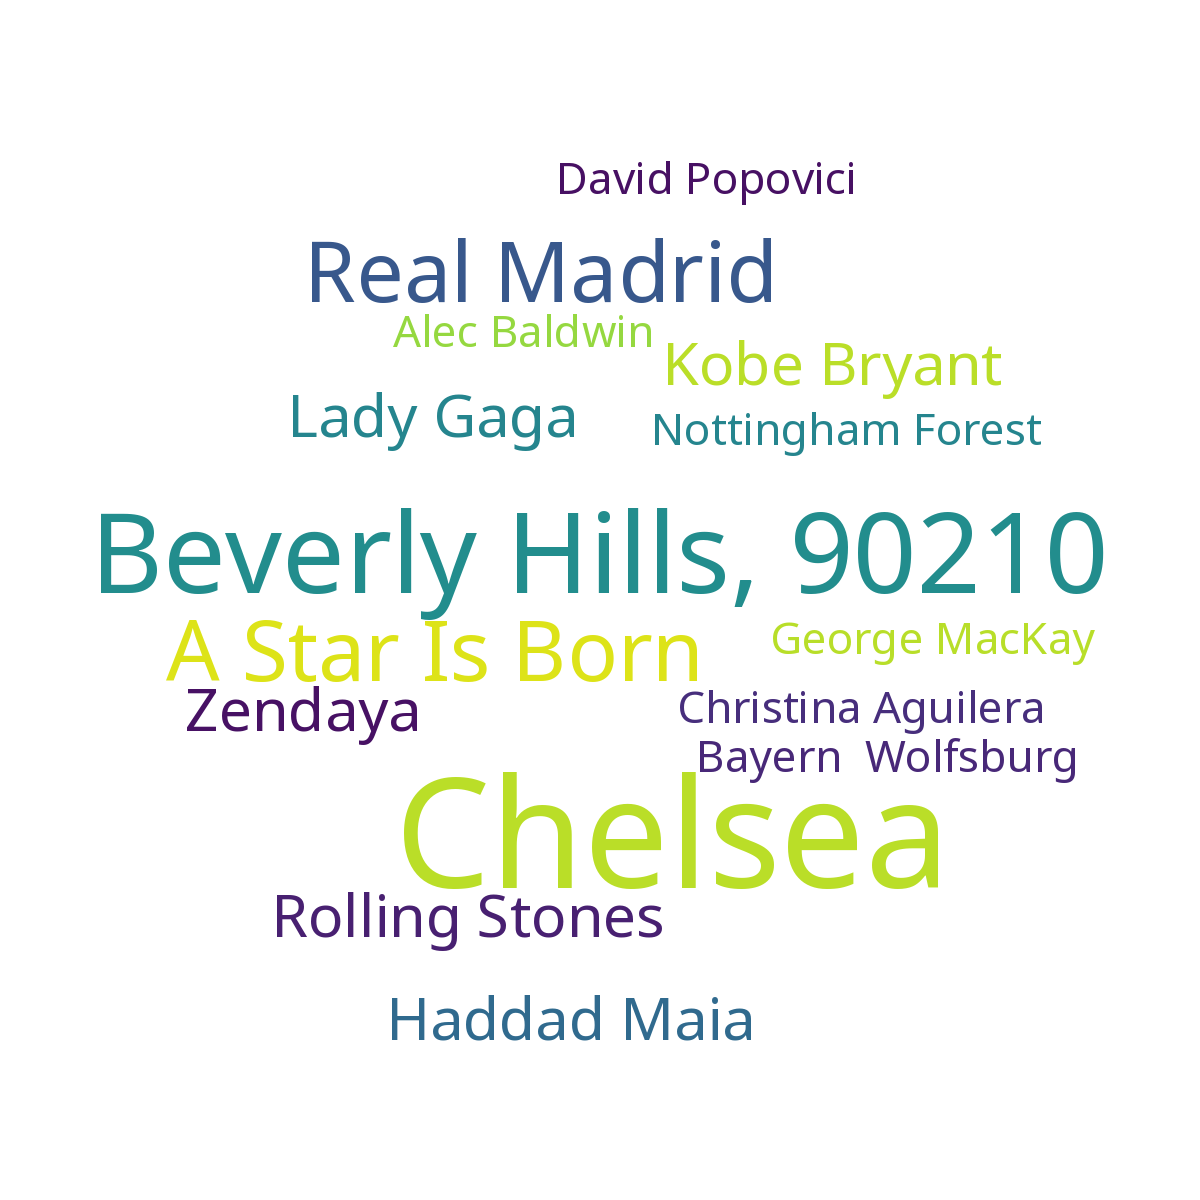 David Popovici
Real Madrid
Alec Baldwin
Kobe Bryant
Lady Gaga
Nottingham Forest
Beverly Hills, 90210
A Star Is Born
George MacKay
Zendaya
Christina Aguilera
Bayern  Wolfsburg
Chelsea
Rolling Stones
Haddad Maia